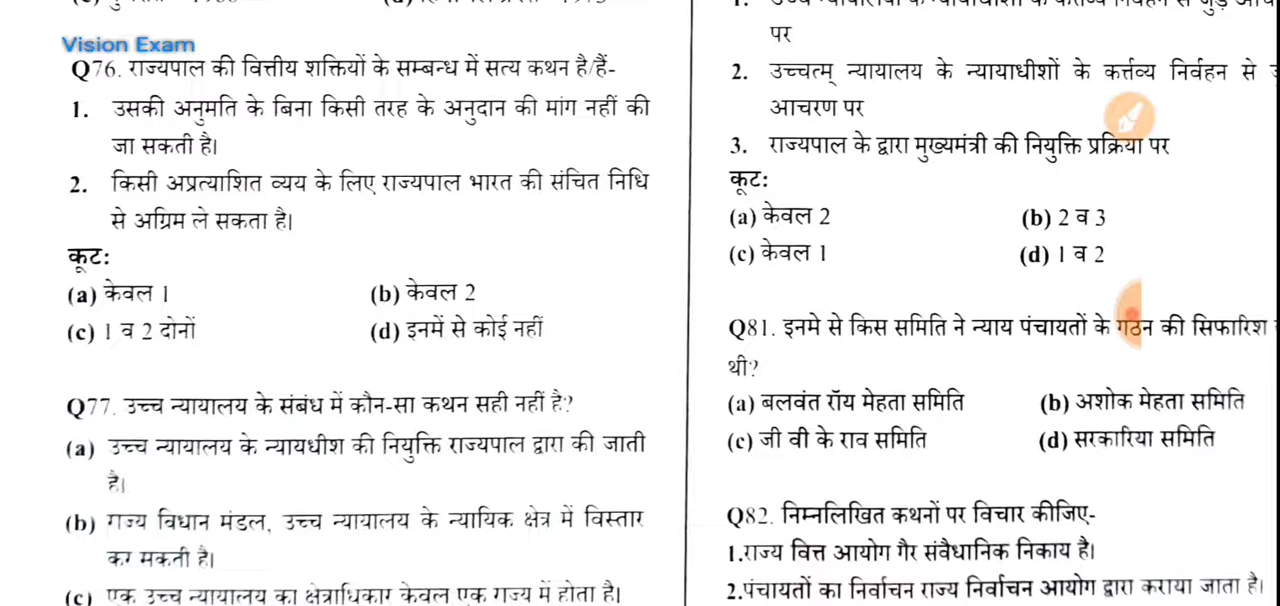 Vision Exam
Q76. राज्यपाल की वित्तीय शक्तियों के सम्बन्ध में सत्य कथन है/हैं-
1. उसकी अनुमति के बिना किसी तरह के अनुदान की मांग नहीं की
जा सकती है।
2. किसी अप्रत्याशित व्यय के लिए राज्यपाल भारत की संचित निधि
से अग्रिम ले सकता है।
कूट:
(a) केवल 1
(b) केवल 2
(c) 1 व 2 दोनों
(d) इनमें से कोई नहीं
Q77. उच्च न्यायालय के संबंध में कौन-सा कथन सही नहीं है?
(a) उच्च न्यायालय के न्यायधीश की नियुक्ति राज्यपाल द्वारा की जाती
है।
(b) राज्य विधान मंडल, उच्च न्यायालय के न्यायिक क्षेत्र में विस्तार
कर सकती है।
(c) एक उच्च न्यायालय का क्षेत्राधिकार केवल एक राज्य में होता है।
पर
2. उच्चत्म् न्यायालय के न्यायाधीशों के कर्त्तव्य निर्वहन से
आचरण पर
3. राज्यपाल के द्वारा मुख्यमंत्री की नियुक्ति प्रक्रिया पर
कूट:
(a) केवल 2
(b) 2 व 3
(c) केवल 1
(d) 1 व 2
Q81. इनमे से किस समिति ने न्याय पंचायतों के गठन की सिफारिश
थी?
(a) बलवंत रॉय मेहता समिति
(b) अशोक मेहता समिति
(c) जी वी के राव समिति
(d) सरकारिया समिति
Q82. निम्नलिखित कथनों पर विचार कीजिए-
1.राज्य वित्त आयोग गैर संवैधानिक निकाय है।
2.पंचायतों का निर्वाचन राज्य निर्वाचन आयोग द्वारा कराया जाता है।